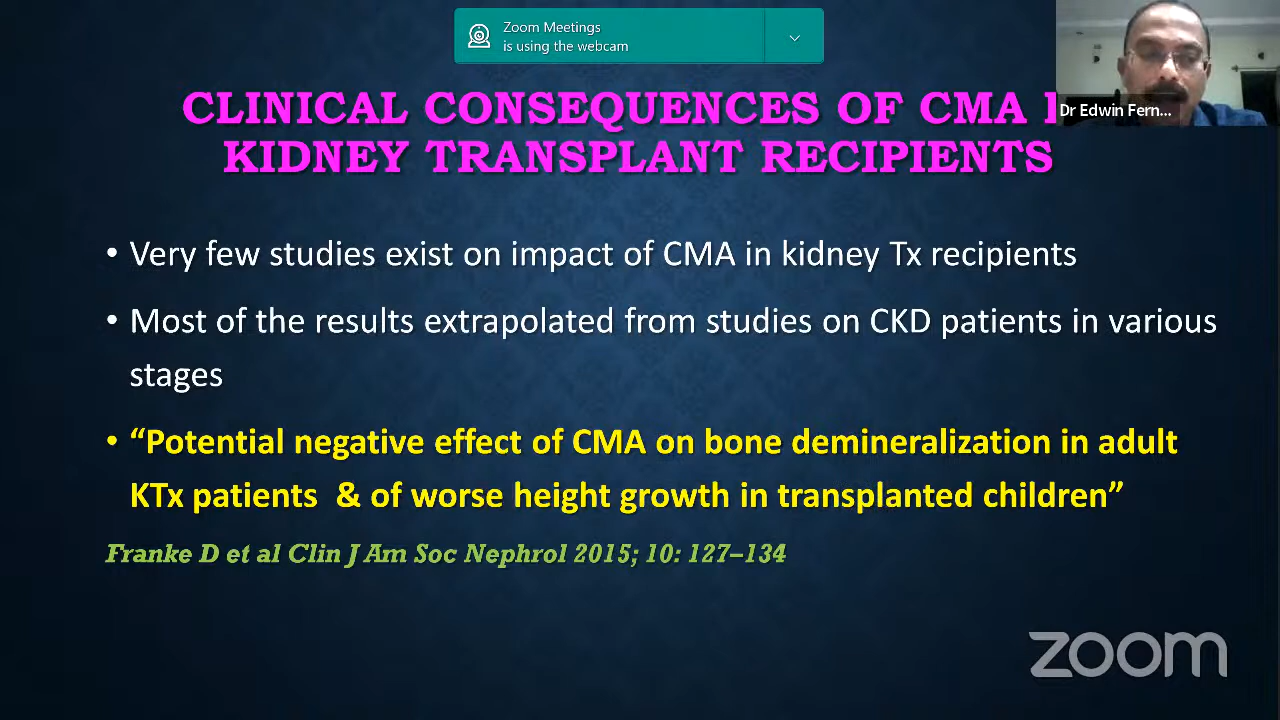 Zoom Meetings
is using the webcam
CLINICAL CONSEQUENCES OF CMA
KIDNEY TRANSPLANT RECIPIENTS
Dr Edwin Fern...
• Very few studies exist on impact of CMA in kidney Tx recipients
• Most of the results extrapolated from studies on CKD patients in various
stages
• “Potential negative effect of CMA on bone demineralization in adult
KTx patients & of worse height growth in transplanted children”
Franke D et al Clin J Am Soc Nephrol 2015; 10: 127–134
zoom